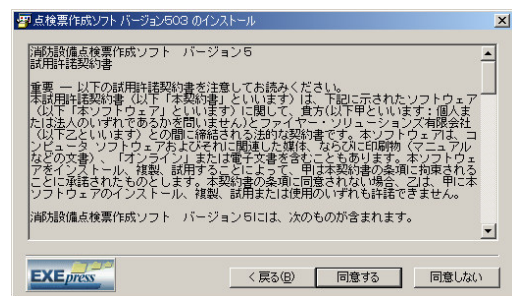 点検票作成ソフト バージョン503 のインストール
消防設備点検票作成ソフト　バージョン５
試用許諾契約書
重要 ― 以下の試用許諾契約書を注意してお読みください。
本試用許諾契約書（以下「本契約書」といいます）は、下記に示されたソフトウェア
（以下「本ソフトウェア」といいます）に関して、貴方（以下甲といいます：個人ま
たは法人のいずれであるかを問いません）とファイヤー・ソリューションズ有限会社
（以下乙といいます）との間に締結される法的な契約書です。本ソフトウェアは、コ
ンピュータ ソフトウェアおよびそれに関連した媒体、ならびに印刷物（マニュアル
などの文書）、「オンライン」または電子文書を含むこともあります。本ソフトウェ
アをインストール、複製、試用することによって、甲は本契約書の条項に拘束される
ことに承諾されたものとします。本契約書の条項に同意されない場合、乙は、甲に本
ソフトウェアのインストール、複製、試用または使用のいずれも許諾できません。
消防設備点検票作成ソフト　バージョン５には、次のものが含まれます。
EXEpress
< 戻る(B)
同意する
同意しない